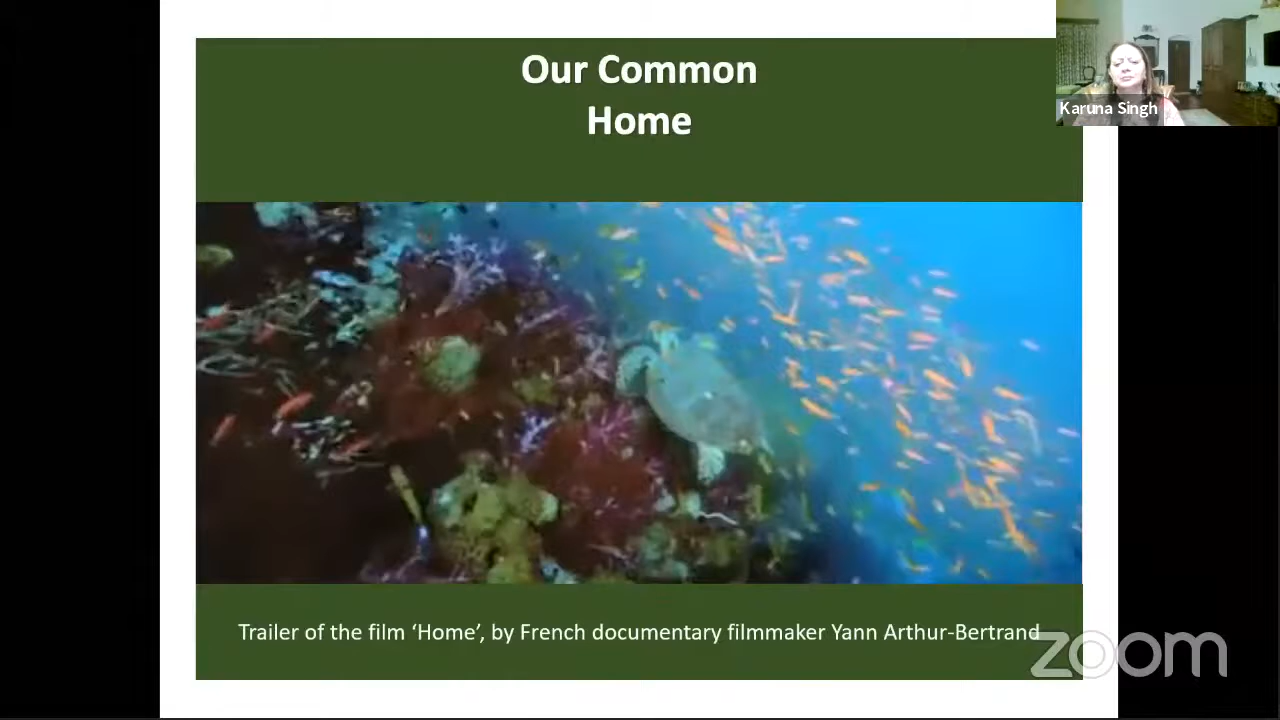 Our Common
Home
Karuna Singh
Trailer of the film ‘Home’, by French documentary filmmaker Yann Arthur-Bertrand
zoom